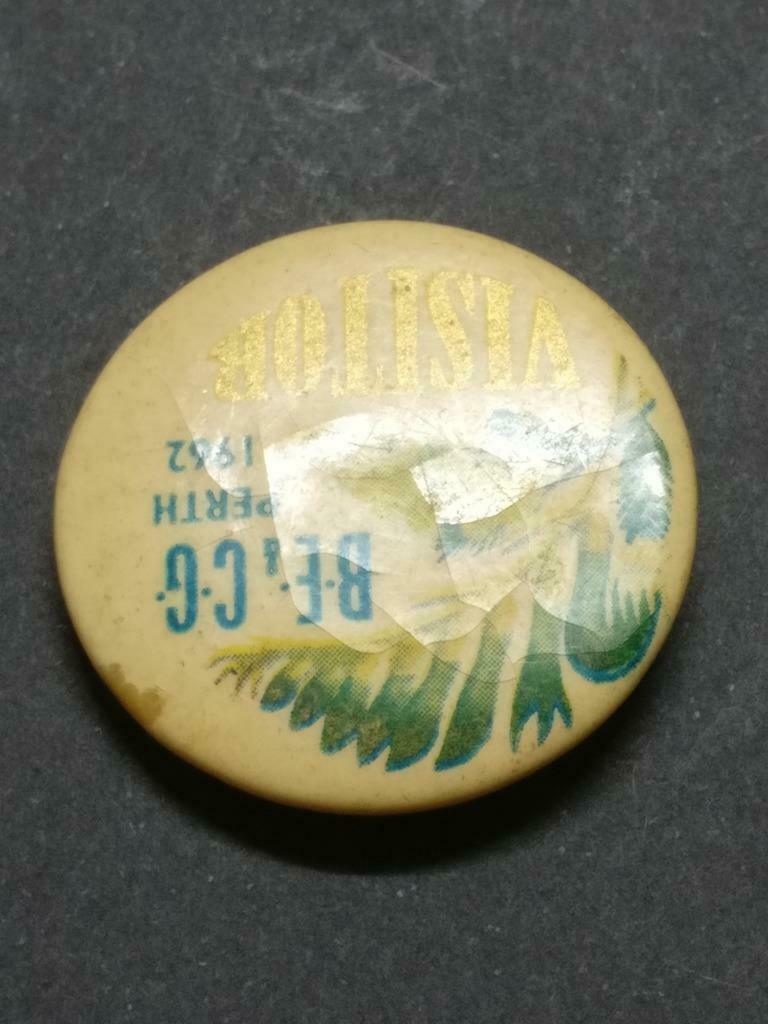 B·E·&C·G·
PERTH
1962
VISITOR